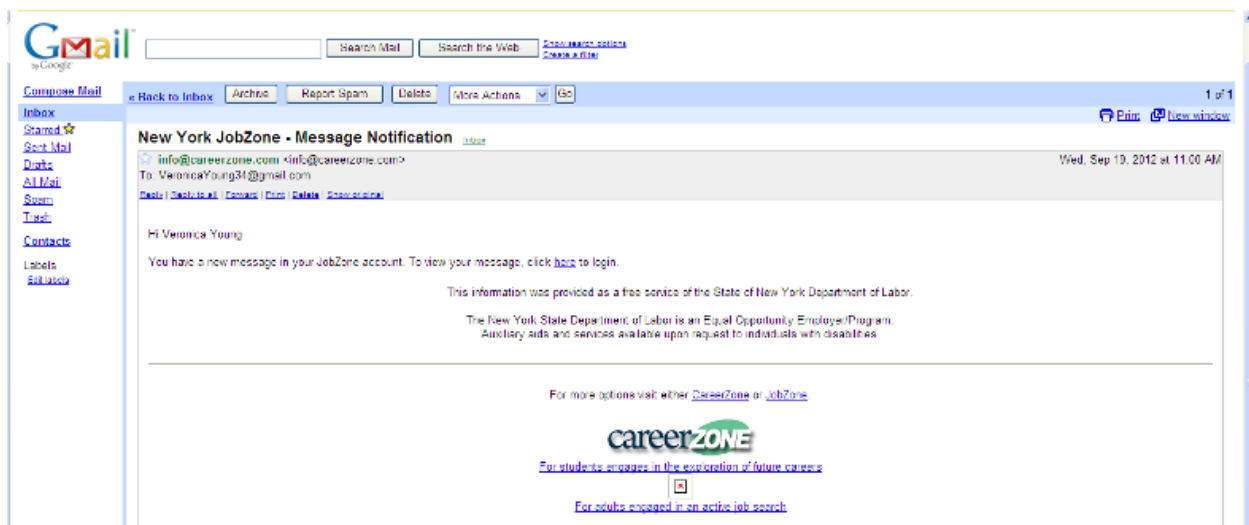 Gmail
by Google
Search Mail Search the Web Show search options
Create a filter
Compose Mail
Inbox
Starred
Sent Mail
Drafts
All Mail
Spam
Trash
Contacts
Labels
Edit labels
« Back to Inbox Archive Report Spam Delete More Actions Go 1 of 1
Print New window
New York JobZone - Message Notification Inbox
info@careerzone.com <info@careerzone.com> Wed, Sep 19, 2012 at 11:00 AM
To: VeronicaYoung34@gmail.com
Reply | Reply to all | Forward | Print | Delete | Show original
Hi Veronica Young
You have a new message in your JobZone account. To view your message, click here to login.
This information was provided as a free service of the State of New York Department of Labor.
The New York State Department of Labor is an Equal Opportunity Employer/Program.
Auxiliary aids and services available upon request to individuals with disabilities
For more options visit either CareerZone or JobZone
careerZONE
For students engages in the exploration of future careers
For adults engaged in an active job search